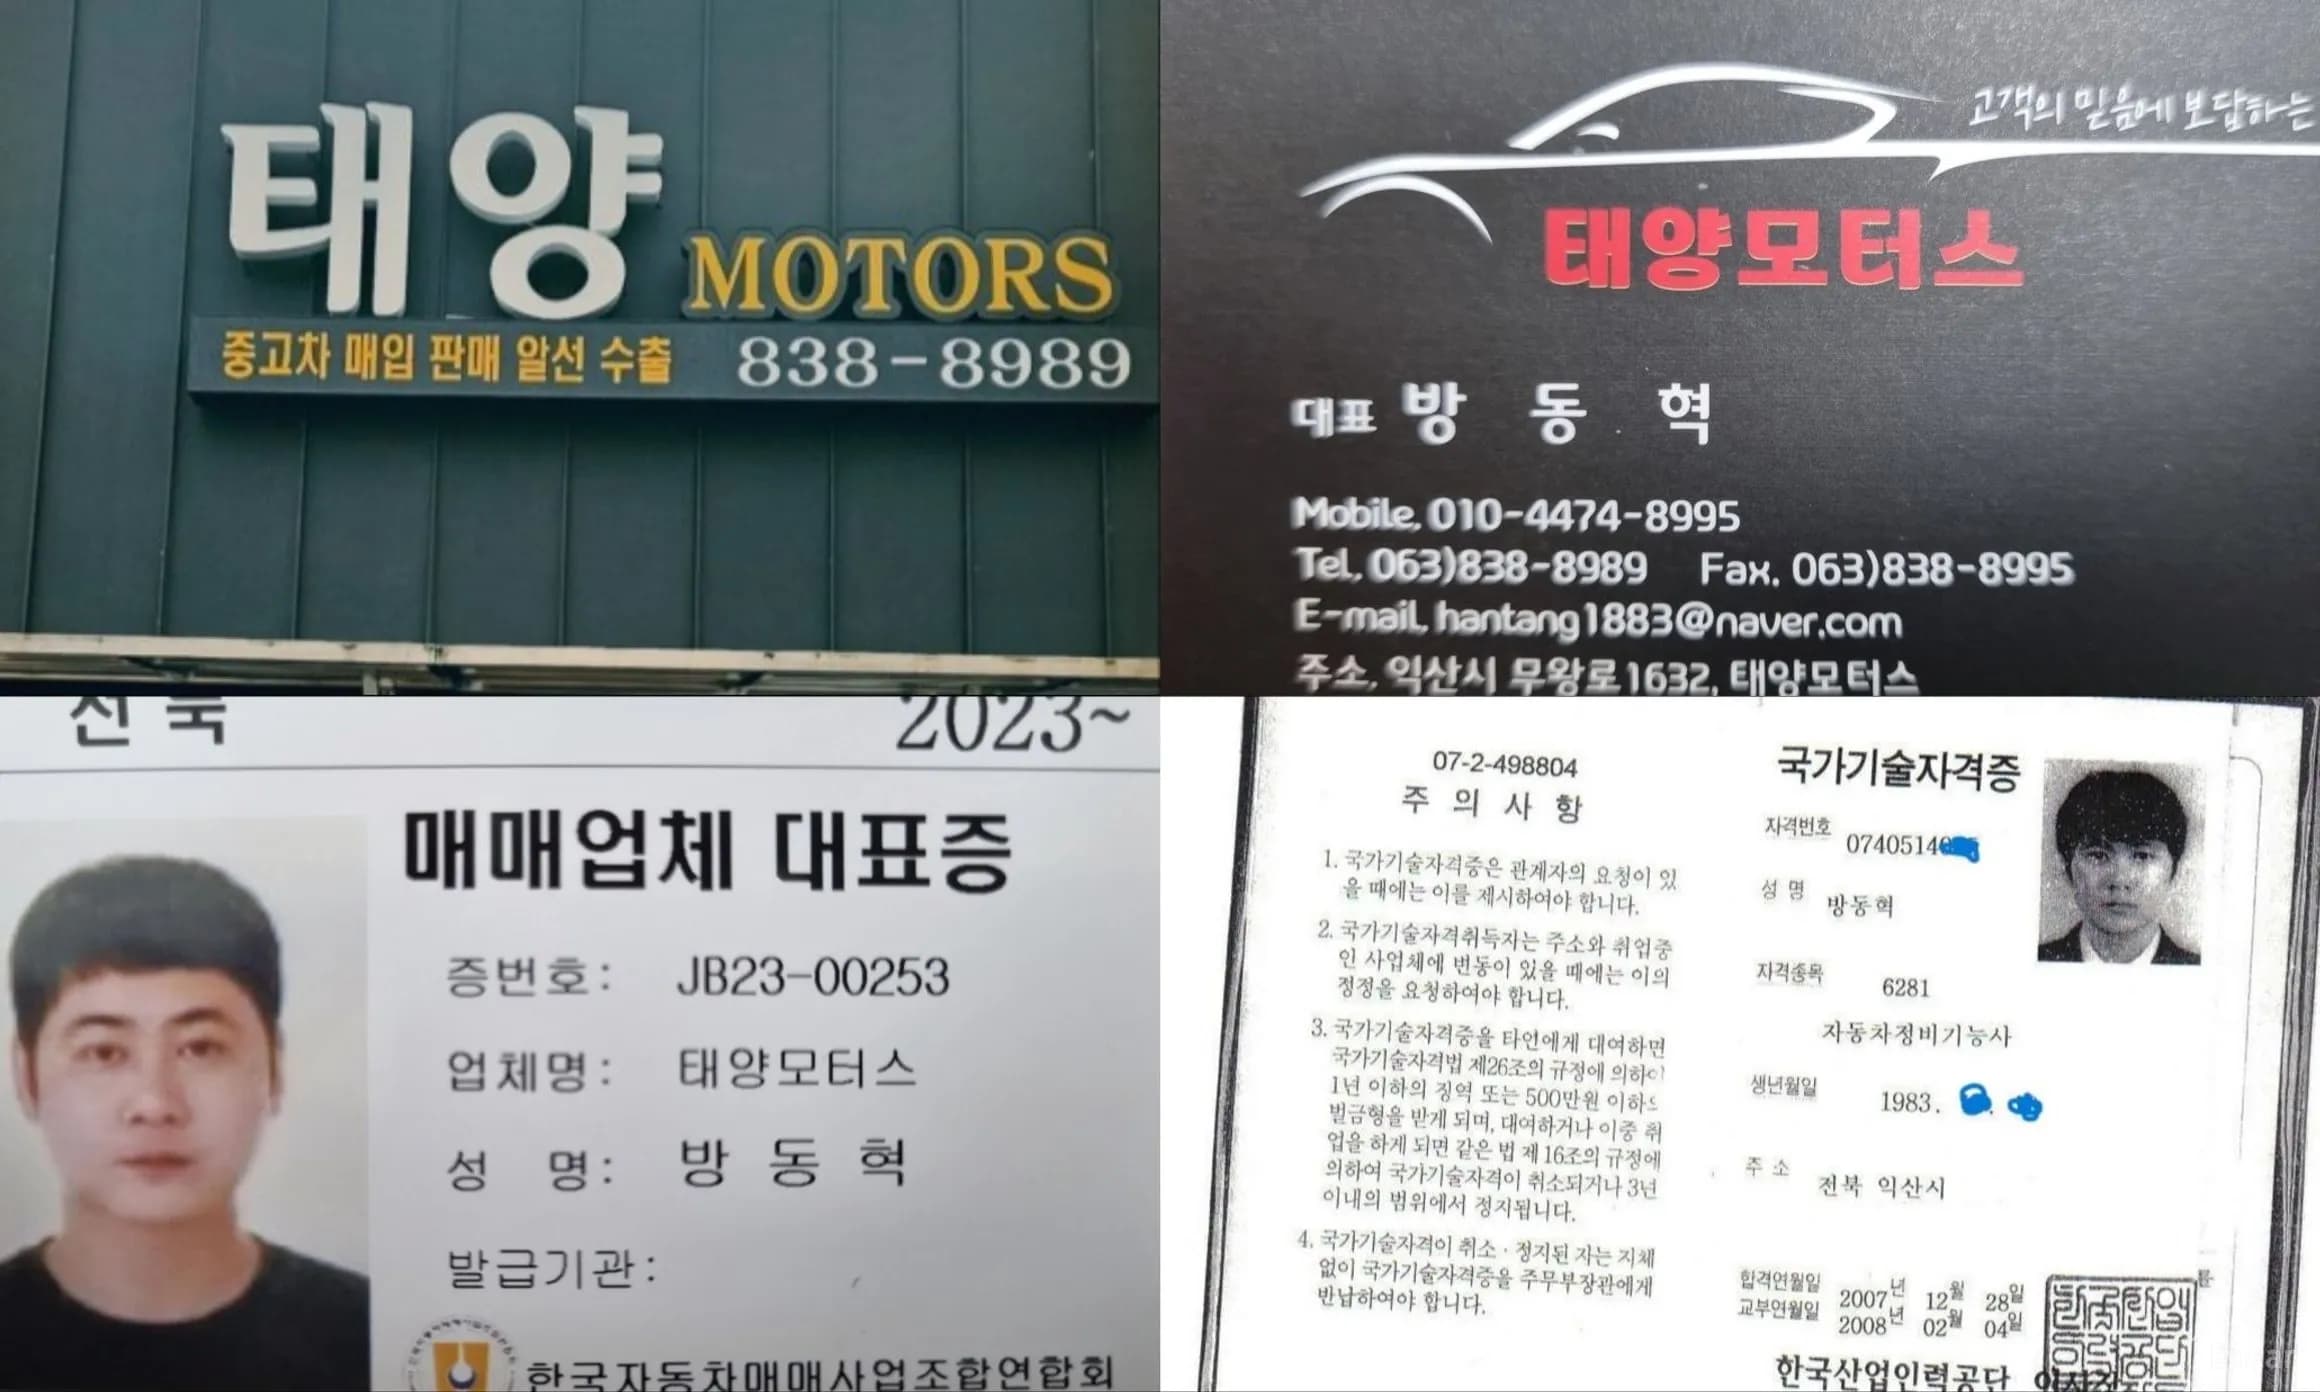 태양 MOTORS
중고차 매입 판매 알선 수출 838-8989
고객의 믿음에 보답하는
태양모터스
대표 방 동 혁
Mobile. 010-4474-8995
Tel. 063)838-8989 Fax. 063)838-8995
E-mail. hantang1883@naver.com
주소. 익산시 무왕로1632, 태양모터스
전북 2023~
매매업체 대표증
증번호: JB23-00253
업체명: 태양모터스
성 명: 방 동 혁
발급기관:
한국자동차매매사업조합연합회
07-2-498804
주 의 사 항
1. 국가기술자격증은 관계자의 요청이 있
을 때에는 이를 제시하여야 합니다.
2. 국가기술자격취득자는 주소와 취업중
인 사업체에 변동이 있을 때에는 이의
정정을 요청하여야 합니다.
3. 국가기술자격증을 타인에게 대여하면
국가기술자격법 제26조의 규정에 의하여
1년 이하의 징역 또는 500만원 이하의
벌금형을 받게 되며, 대여하거나 이중 취
업을 하게 되면 같은 법 제16조의 규정에
의하여 국가기술자격이 취소되거나 3년
이내의 범위에서 정지됩니다.
4. 국가기술자격이 취소·정지된 자는 지체
없이 국가기술자격증을 주무부장관에게
반납하여야 합니다.
국가기술자격증
자격번호 0740514
성 명 방동혁
자격종목 6281
자동차정비기능사
생년월일 1983.
주 소 전북 익산시
합격연월일 2007년 12월 28일
교부연월일 2008년 02월 04일
한국산업인력공단